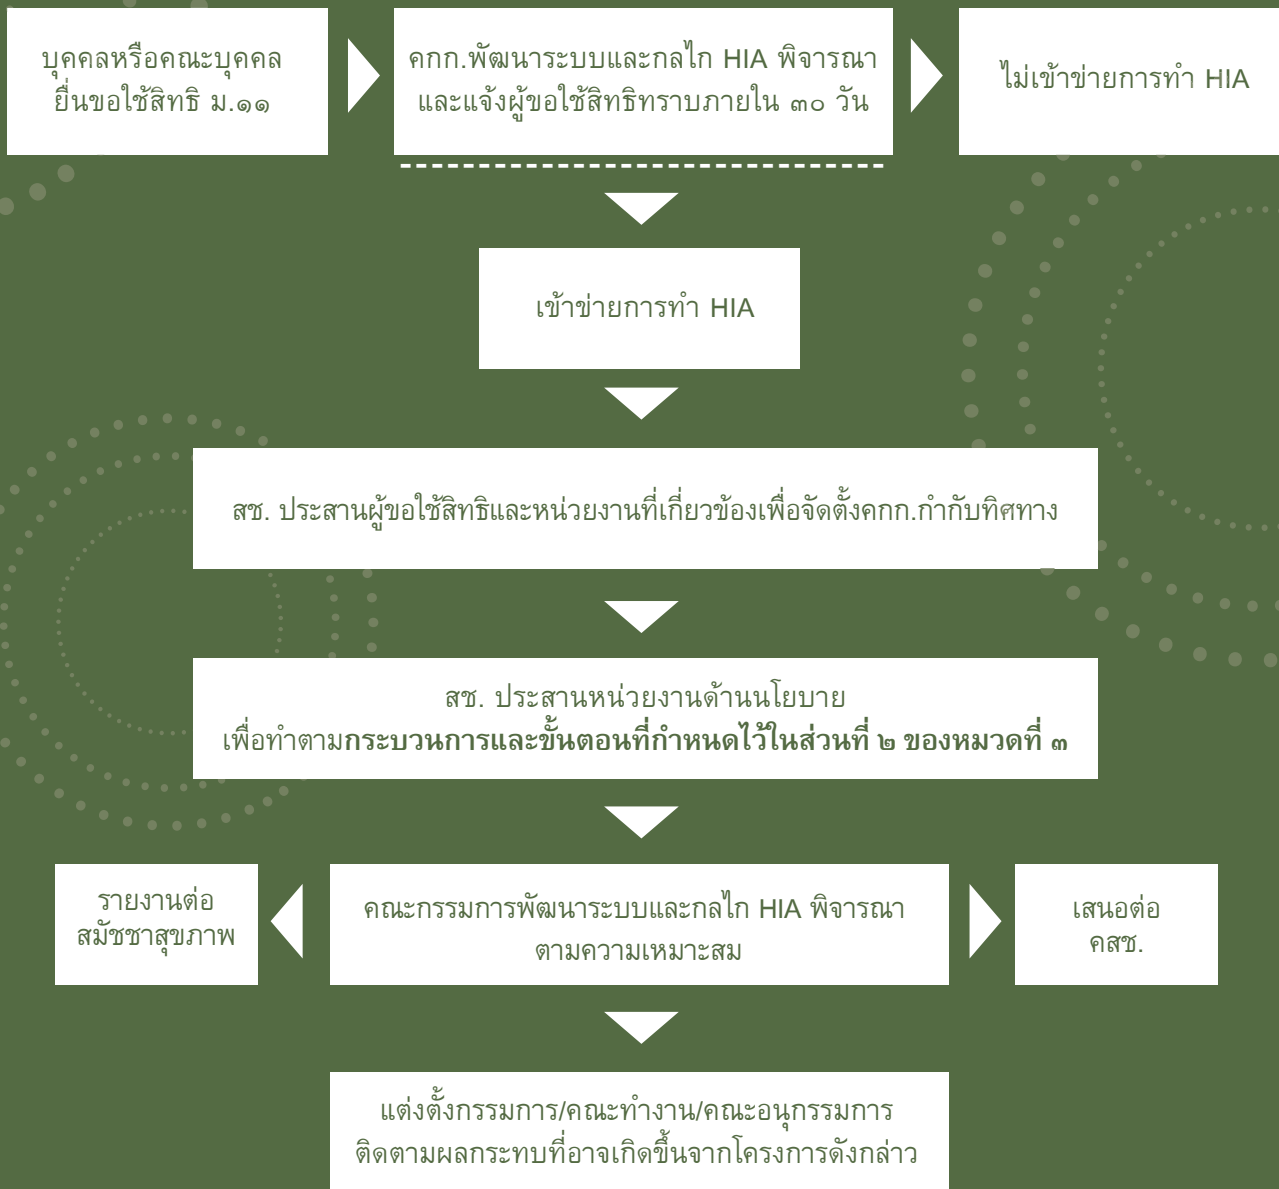 บุคคลหรือคณะบุคคล
ยื่นขอใช้สิทธิ ม.๑๑
คกก.พัฒนาระบบและกลไก HIA พิจารณา
และแจ้งผู้ขอใช้สิทธิทราบภายใน ๓๐ วัน
ไม่เข้าข่ายการทำ HIA
เข้าข่ายการทำ HIA
สช. ประสานผู้ขอใช้สิทธิและหน่วยงานที่เกี่ยวข้องเพื่อจัดตั้งคกก.กำกับทิศทาง
สช. ประสานหน่วยงานด้านนโยบาย
เพื่อทำตามกระบวนการและขั้นตอนที่กำหนดไว้ในส่วนที่ ๒ ของหมวดที่ ๓
รายงานต่อ
สมัชชาสุขภาพ
คณะกรรมการพัฒนาระบบและกลไก HIA พิจารณา
ตามความเหมาะสม
เสนอต่อ
คสช.
แต่งตั้งกรรมการ/คณะทำงาน/คณะอนุกรรมการ
ติดตามผลกระทบที่อาจเกิดขึ้นจากโครงการดังกล่าว